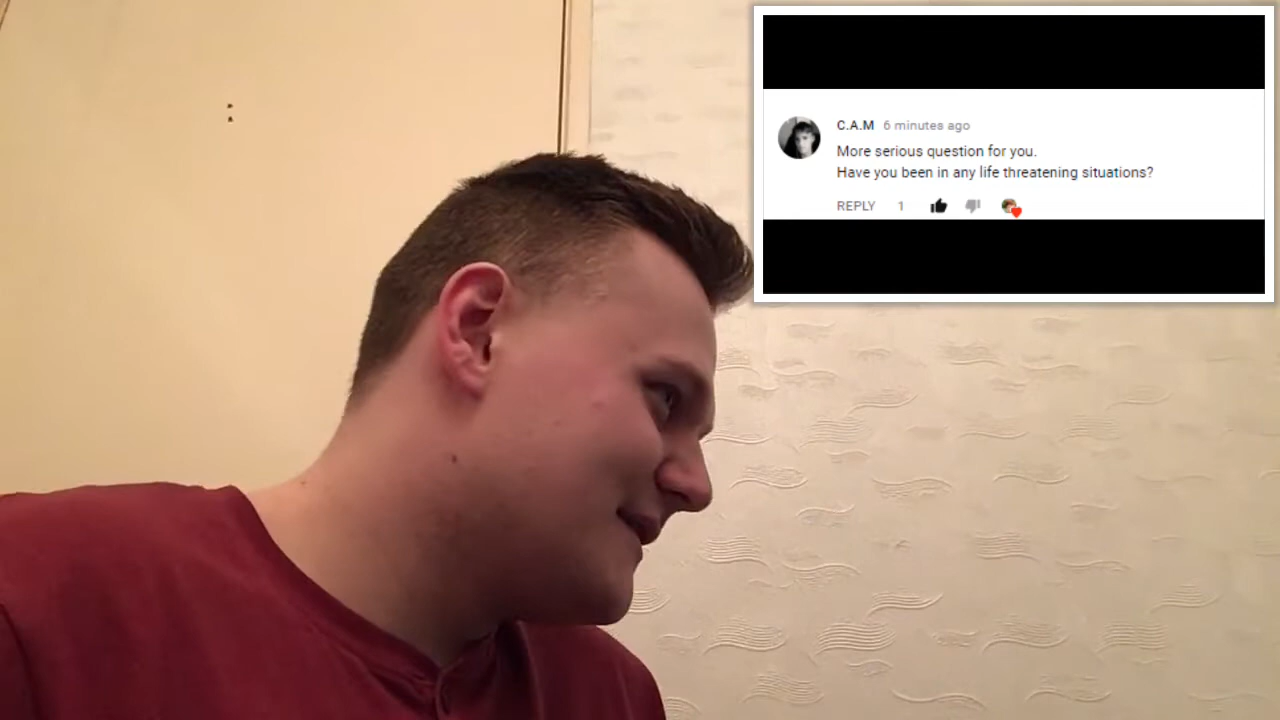 C.A.M 6 minutes ago
More serious question for you.
Have you been in any life threatening situations?
REPLY 1